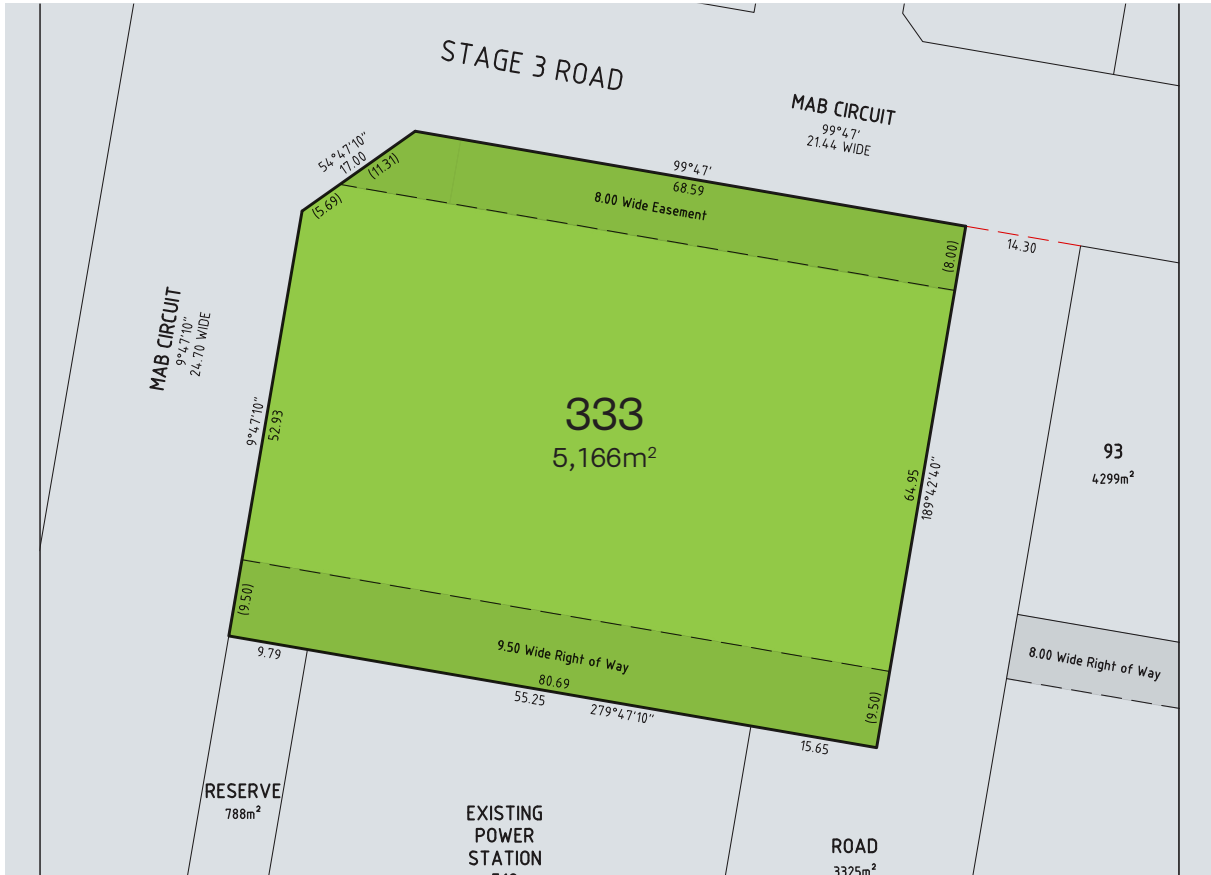 STAGE 3 ROAD
MAB CIRCUIT
99°47'
21.44 WIDE
54°47'10"
17.00
(11.31)
(5.69)
99°47'
68.59
8.00 Wide Easement
(8.00)
14.30
MAB CIRCUIT
9°47'10"
24.70 WIDE
9°47'10"
52.93
333
5,166m²
64.95
189°42'40"
93
4299m²
(9.50)
9.50 Wide Right of Way
80.69
(9.50)
9.79
55.25
279°47'10"
15.65
8.00 Wide Right of Way
RESERVE
788m²
EXISTING
POWER
STATION
ROAD
3325m²